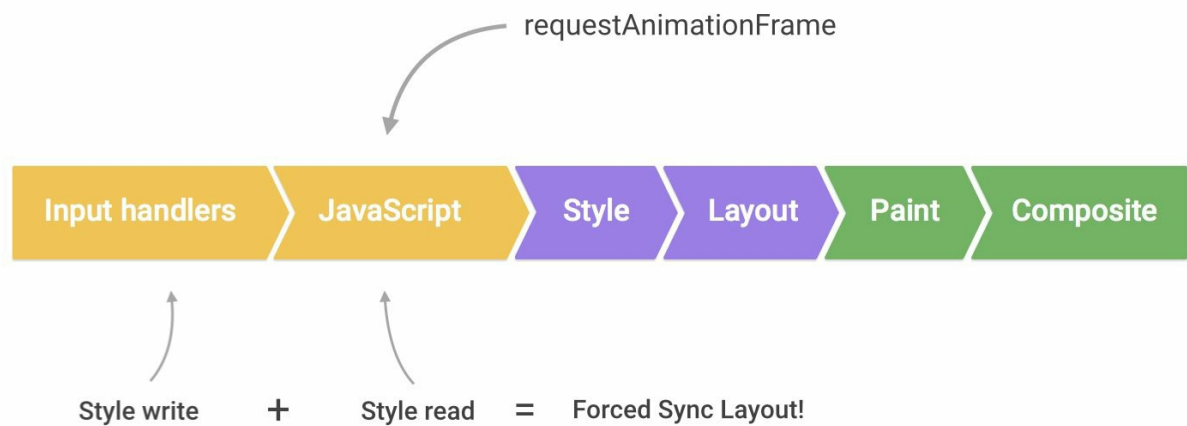 requestAnimationFrame
Input handlers JavaScript Style Layout Paint Composite
Style write + Style read = Forced Sync Layout!